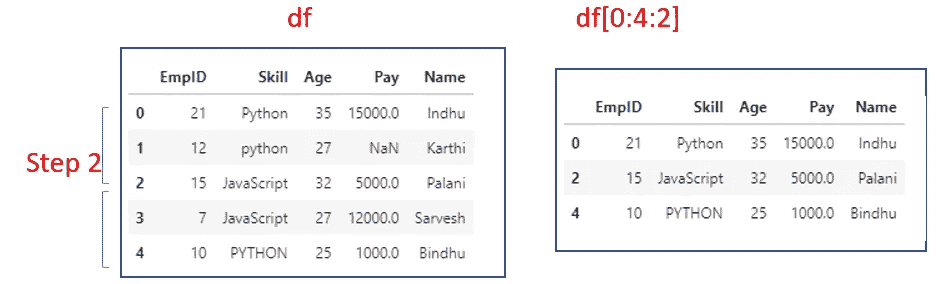 df
EmpID Skill Age Pay Name
0 21 Python 35 15000.0 Indhu
1 12 python 27 NaN Karthi
2 15 JavaScript 32 5000.0 Palani
3 7 JavaScript 27 12000.0 Sarvesh
4 10 PYTHON 25 1000.0 Bindhu
Step 2
df[0:4:2]
EmpID Skill Age Pay Name
0 21 Python 35 15000.0 Indhu
2 15 JavaScript 32 5000.0 Palani
4 10 PYTHON 25 1000.0 Bindhu